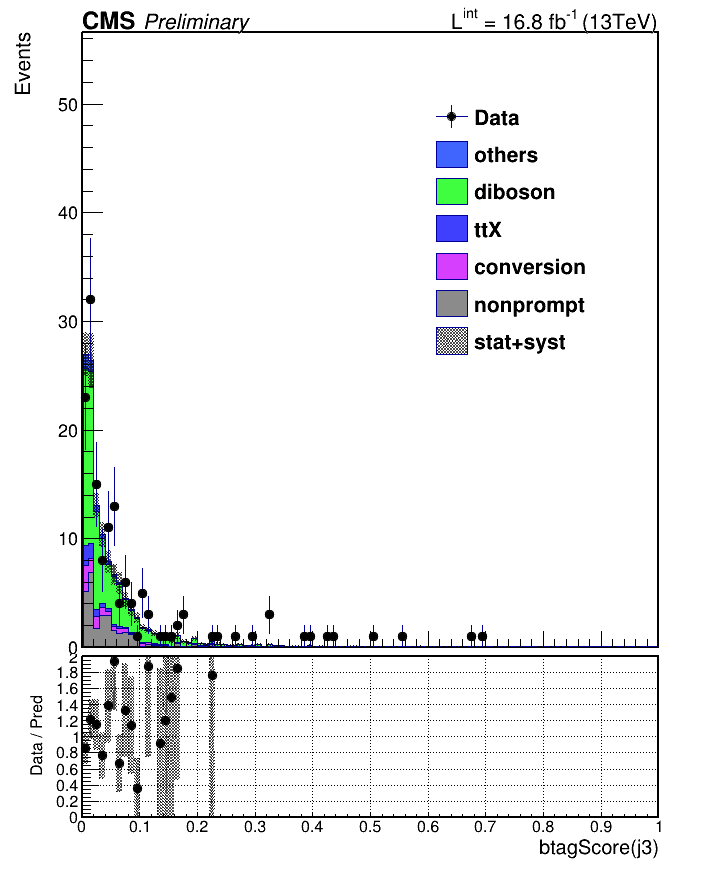 CMS Preliminary L^int = 16.8 fb^-1 (13TeV)
Events
50
40
30
20
10
0
Data
others
diboson
ttX
conversion
nonprompt
stat+syst
Data / Pred
2
1.8
1.6
1.4
1.2
1
0.8
0.6
0.4
0.2
0
0 0.1 0.2 0.3 0.4 0.5 0.6 0.7 0.8 0.9 1
btagScore(j3)